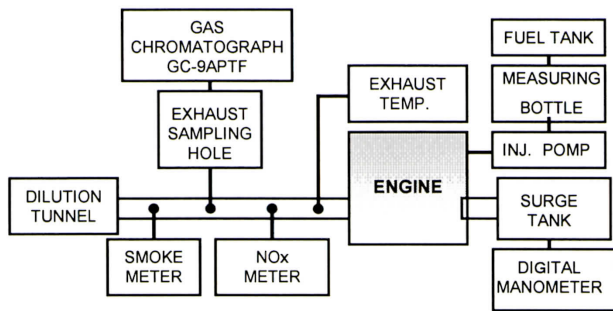 GAS
CHROMATOGRAPH
GC-9APTF
EXHAUST
SAMPLING
HOLE
EXHAUST
TEMP.
FUEL TANK
MEASURING
BOTTLE
INJ. POMP
ENGINE
DILUTION
TUNNEL
SURGE
TANK
SMOKE
METER
NOx
METER
DIGITAL
MANOMETER